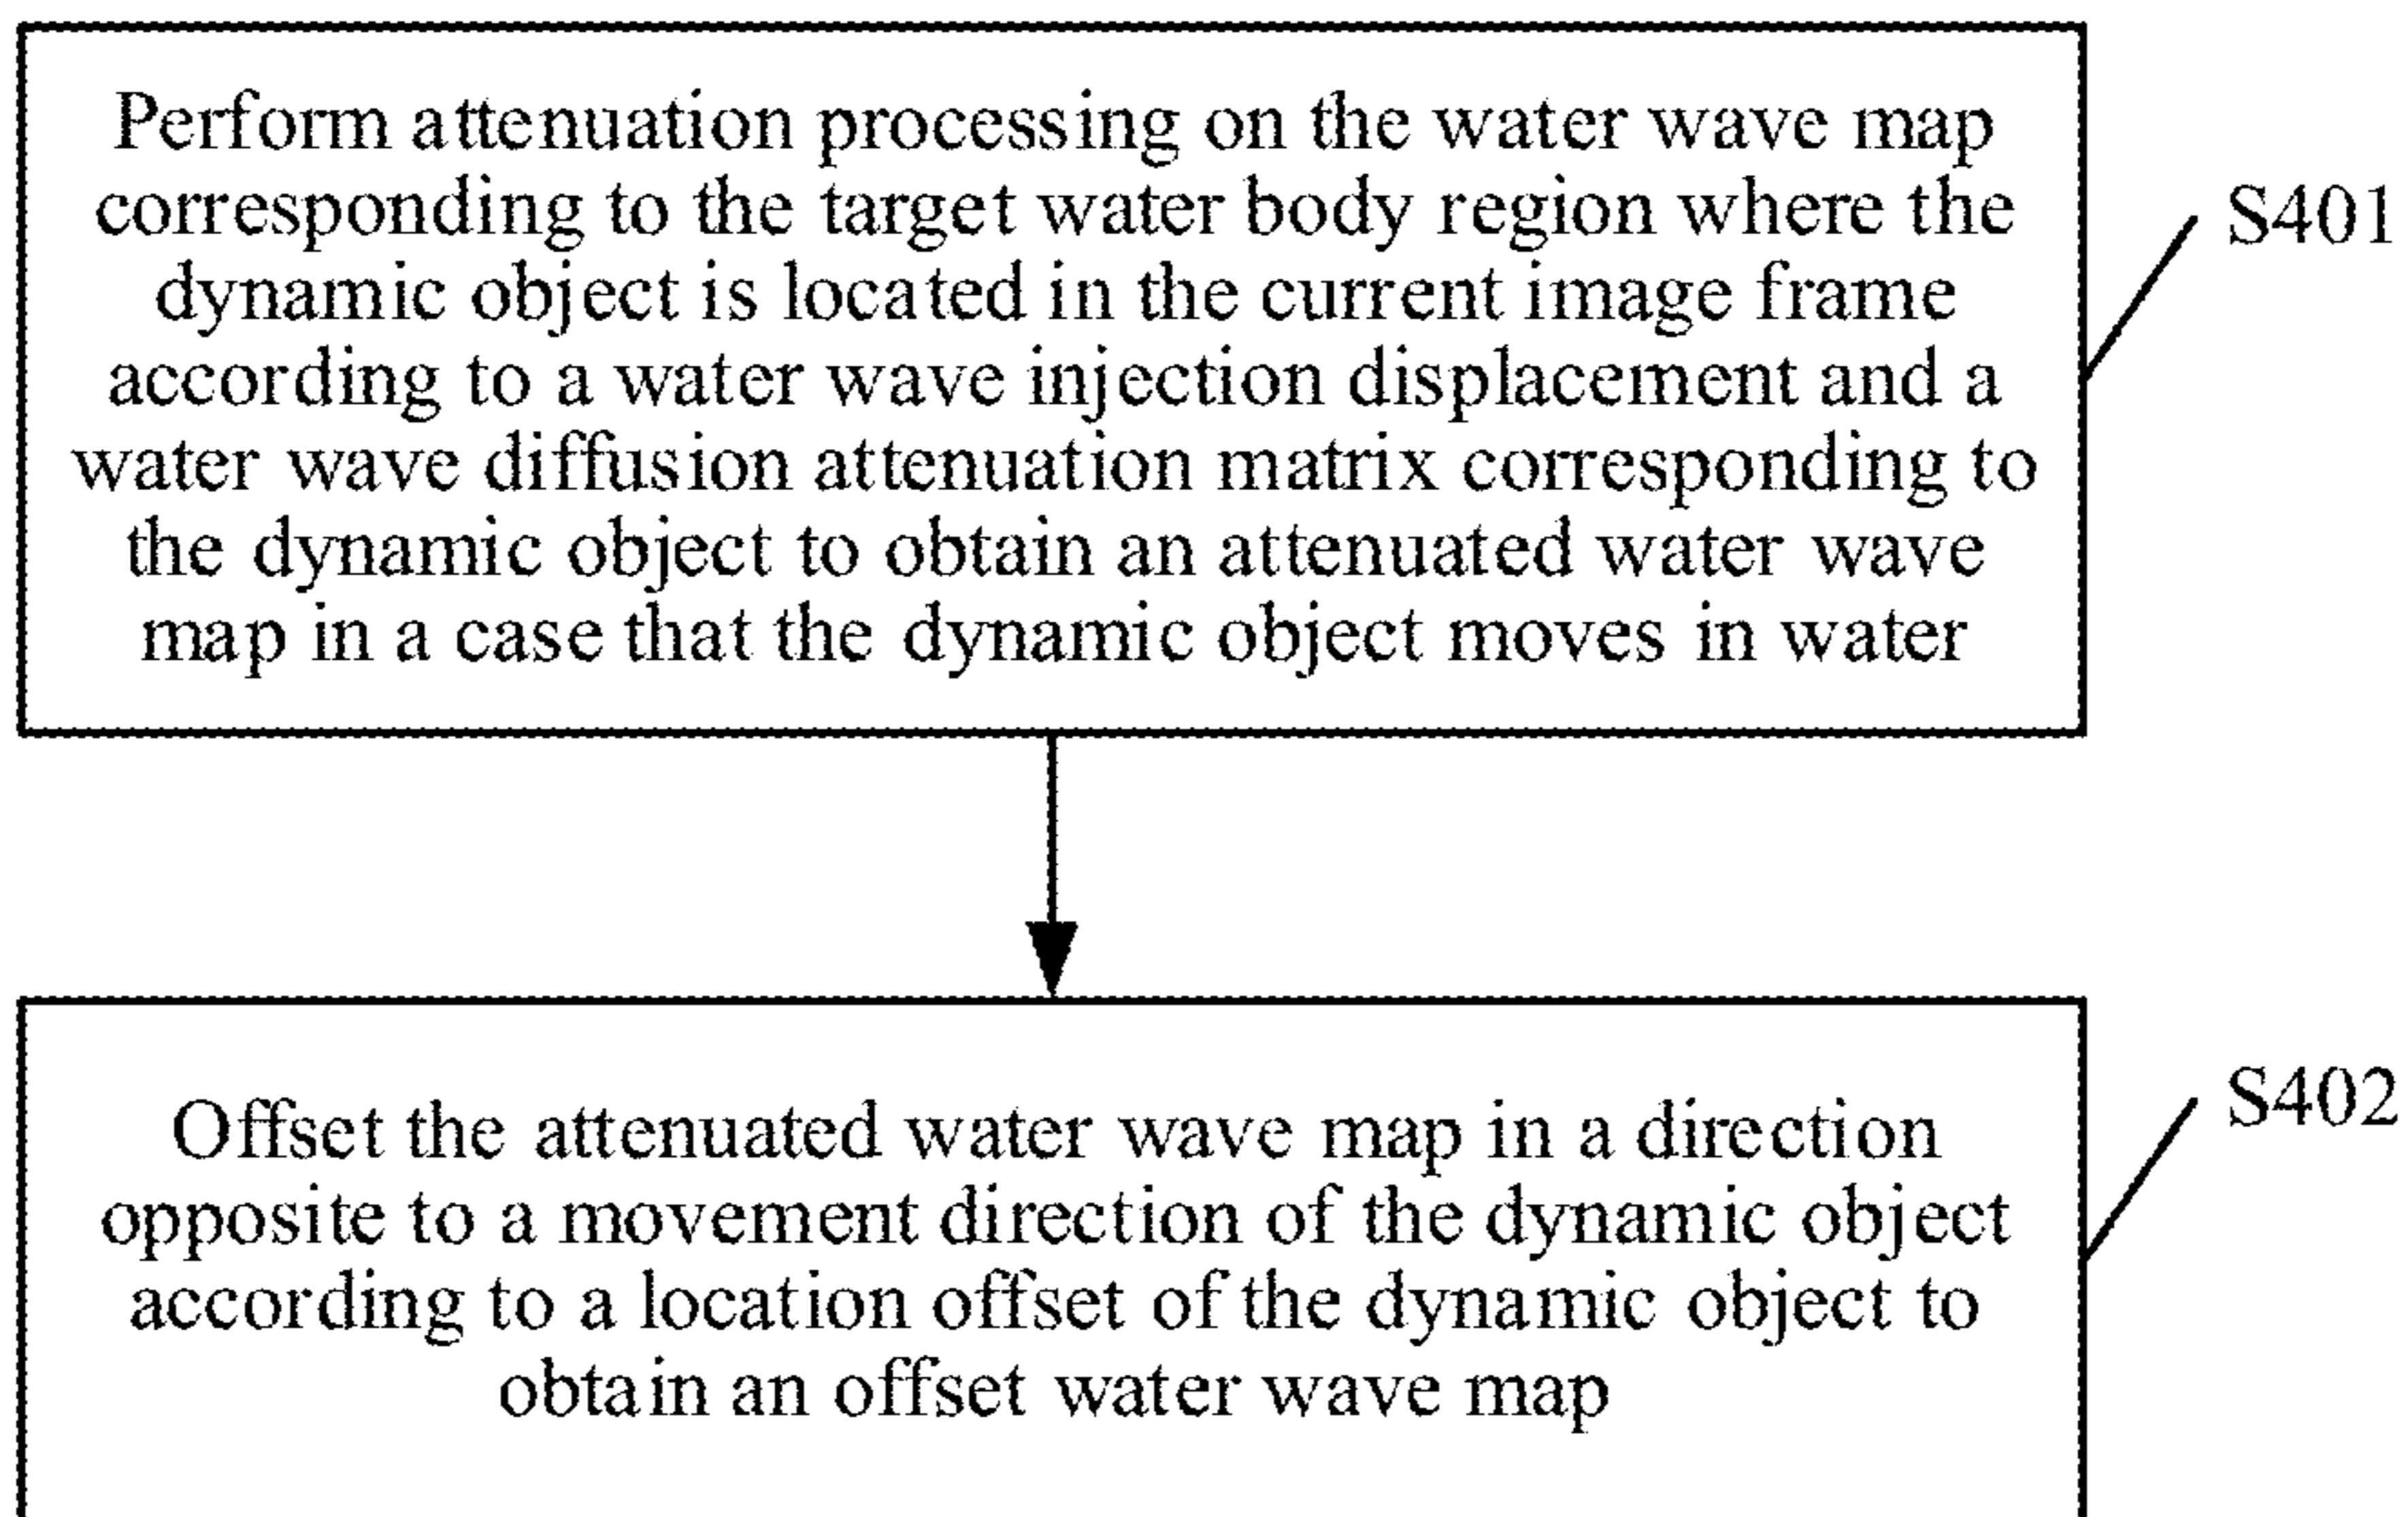 Perform attenuation processing on the water wave map
corresponding to the target water body region where the
dynamic object is located in the current image frame
according to a water wave injection displacement and a
water wave diffusion attenuation matrix corresponding to
the dynamic object to obtain an attenuated water wave
map in a case that the dynamic object moves in water
S401
Offset the attenuated water wave map in a direction
opposite to a movement direction of the dynamic object
according to a location offset of the dynamic object to
obtain an offset water wave map
S402